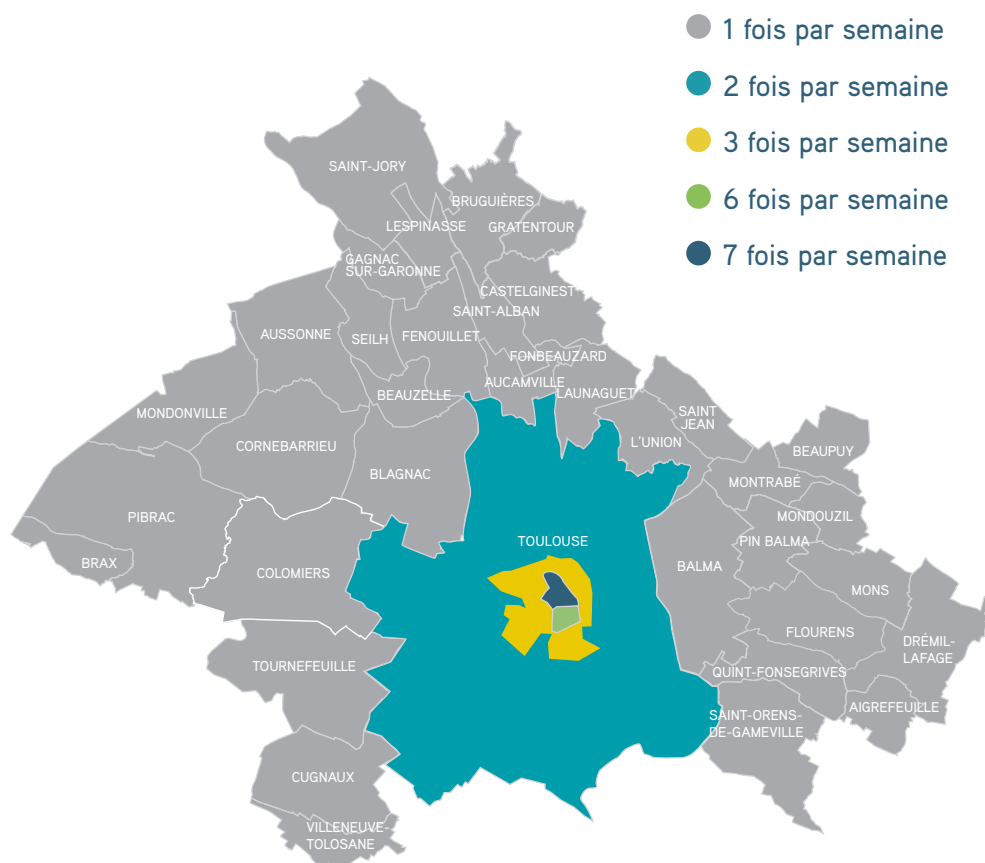 1 fois par semaine
2 fois par semaine
3 fois par semaine
6 fois par semaine
7 fois par semaine
SAINT-JORY
BRUGUIÈRES
LESPINASSE
GRATENTOUR
GAGNAC
SUR-GARONNE
CASTELGINEST
SAINT-ALBAN
AUSSONNE
SEILH
FENOUILLET
FONBEAUZARD
AUCAMVILLE
LAUNAGUET
BEAUZELLE
MONDONVILLE
SAINT
JEAN
CORNEBARRIEU
L'UNION
BEAUPUY
BLAGNAC
MONTRABÉ
PIBRAC
MONDOUZIL
TOULOUSE
PIN BALMA
BRAX
COLOMIERS
BALMA
MONS
FLOURENS
DRÉMIL-
LAFAGE
TOURNEFEUILLE
QUINT-FONSEGRIVES
AIGREFEUILLE
SAINT-ORENS-
DE-GAMEVILLE
CUGNAUX
VILLENEUVE-
TOLOSANE